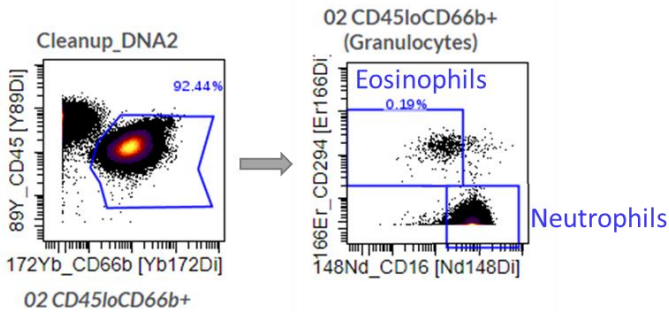 Cleanup_DNA2
92.44%
89Y_CD45 [Y89Di]
172Yb_CD66b [Yb172Di]
02 CD45loCD66b+
02 CD45loCD66b+
(Granulocytes)
Eosinophils
0.19%
166Er_CD294 [Er166Di]
Neutrophils
148Nd_CD16 [Nd148Di]